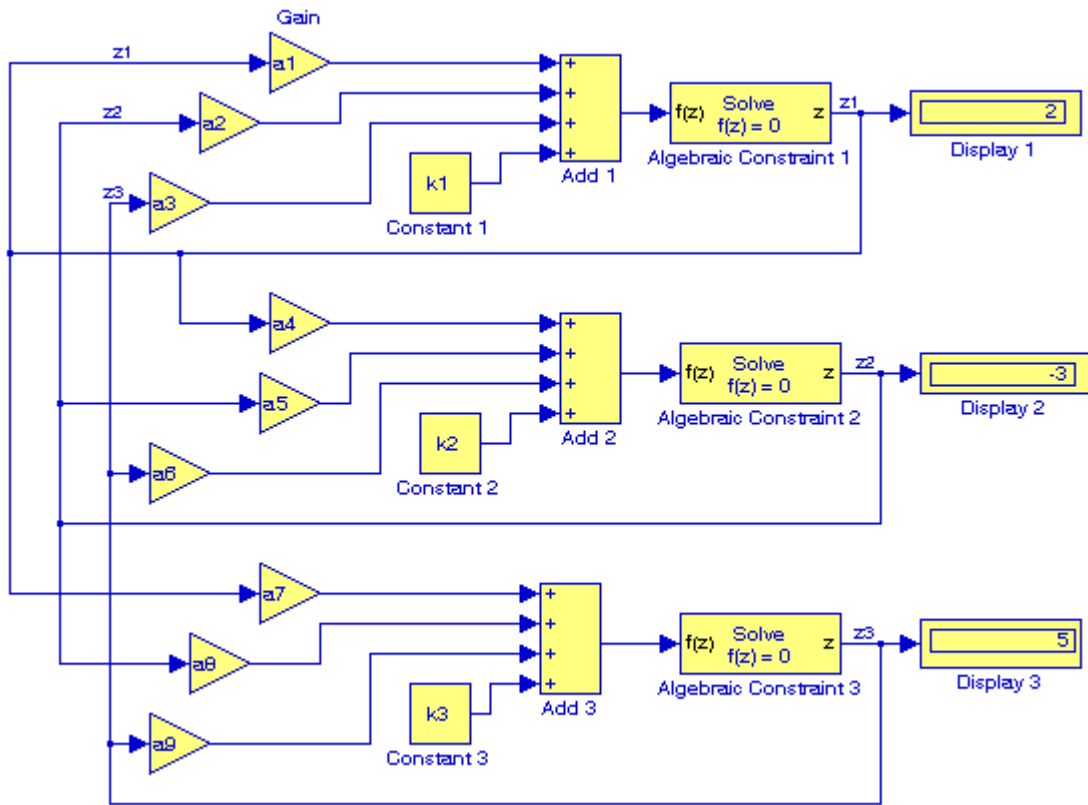 Gain
z1
a1
+
z2
a2
+
Solve
f(z)
f(z) = 0
z
z1
2
+
Display 1
k1
+
Algebraic Constraint 1
Add 1
z3
a3
Constant 1
a4
+
+
Solve
f(z)
f(z) = 0
z
z2
-3
a5
+
Display 2
k2
+
Algebraic Constraint 2
Add 2
a6
Constant 2
a7
+
+
Solve
f(z)
f(z) = 0
z
z3
5
a8
+
Display 3
k3
+
Algebraic Constraint 3
Add 3
a9
Constant 3